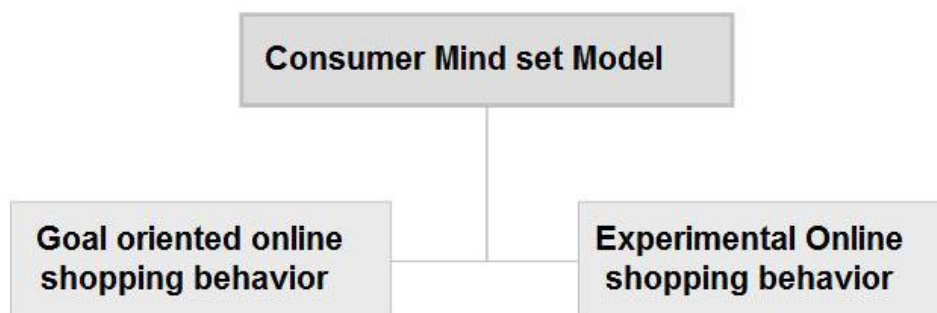 Consumer Mind set Model
Goal oriented online
shopping behavior
Experimental Online
shopping behavior